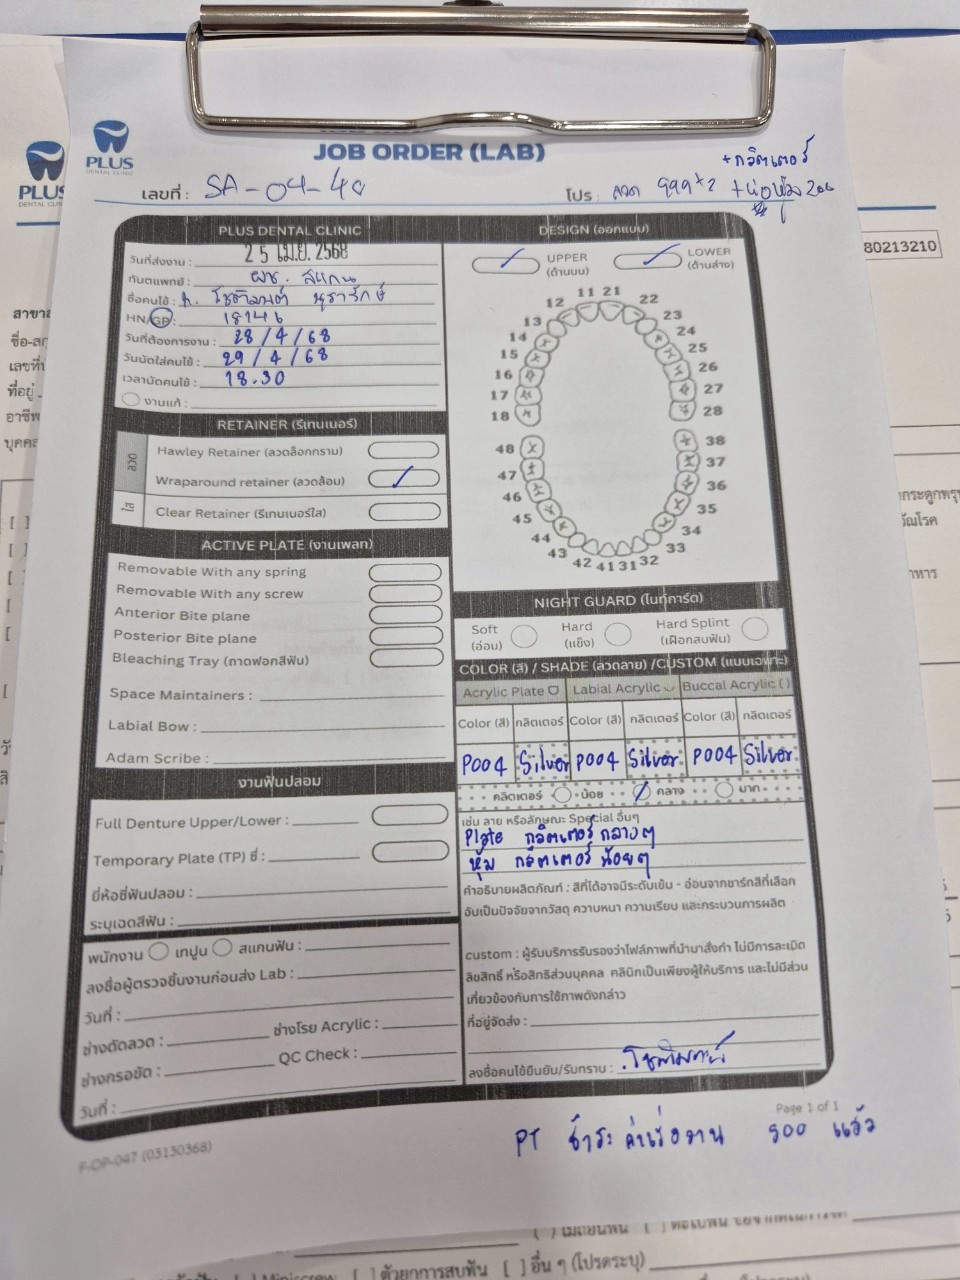 PLUS
DENTAL CLINIC
JOB ORDER (LAB)
+ กลิตเตอร์
เลขที่ : SA-04-40
โปร : ลวด 999 x2
PLUS DENTAL CLINIC
วันที่ส่งงาน : 25 เม.ย. 2568
ทันตแพทย์ : ผช. สแกน
ชื่อคนไข้ :
HN/GP : 18146
วันที่ต้องการงาน : 28/4/68
วันนัดใส่คนไข้ : 29/4/68
เวลานัดคนไข้ : 18.30
งานแก้ :
DESIGN (ออกแบบ)
UPPER
(ด้านบน)
LOWER
(ด้านล่าง)
11 21
12 22
13 23
14 24
15 25
16 26
17 27
18 28
48 38
47 37
46 36
45 35
44 34
43 33
42 41 31 32
RETAINER (รีเทนเนอร์)
ลวด
Hawley Retainer (ลวดล็อกกราม)
Wraparound retainer (ลวดล้อม)
ใส
Clear Retainer (รีเทนเนอร์ใส)
ACTIVE PLATE (งานเพลท)
Removable With any spring
Removable With any screw
Anterior Bite plane
Posterior Bite plane
Bleaching Tray (ถาดฟอกสีฟัน)
Space Maintainers :
Labial Bow :
Adam Scribe :
งานฟันปลอม
Full Denture Upper/Lower :
Temporary Plate (TP) ซี่ :
ยี่ห้อซี่ฟันปลอม :
ระบุเฉดสีฟัน :
พนักงาน เทปูน สแกนฟัน :
ลงชื่อผู้ตรวจชิ้นงานก่อนส่ง Lab :
วันที่ :
ช่างดัดลวด : ช่างโรย Acrylic :
ช่างกรอขัด : QC Check :
วันที่ :
NIGHT GUARD (ไนท์การ์ด)
Soft
(อ่อน)
Hard
(แข็ง)
Hard Splint
(เฝือกสบฟัน)
COLOR (สี) / SHADE (ลวดลาย) /CUSTOM (แบบเฉพาะ)
Acrylic Plate Labial Acrylic Buccal Acrylic ( )
Color (สี) กลิตเตอร์ Color (สี) กลิตเตอร์ Color (สี) กลิตเตอร์
P004 Silver P004 Silver P004 Silver
กลิตเตอร์ น้อย กลาง มาก
เช่น ลาย หรือลักษณะ Special อื่นๆ
Plate กลิตเตอร์ กลางๆ
หุ้ม กลิตเตอร์ น้อยๆ
คำอธิบายผลิตภัณฑ์ : สีที่ได้อาจมีระดับเข้ม - อ่อนจากชาร์ทสีที่เลือก
อันเป็นปัจจัยจากวัสดุ ความหนา ความเรียบ และกระบวนการผลิต
custom : ผู้รับบริการรับรองว่าไฟล์ภาพที่นำมาสั่งทำ ไม่มีการละเมิด
ลิขสิทธิ์ หรือสิทธิส่วนบุคคล คลินิกเป็นเพียงผู้ให้บริการ และไม่มีส่วน
เกี่ยวข้องกับการใช้ภาพดังกล่าว
ที่อยู่จัดส่ง :
ลงชื่อคนไข้ยืนยัน/รับทราบ :
Page 1 of 1
F-OP-047 (03130368)
PT ชำระค่าเร่งงาน 500 แล้ว
80213210
[ ] ด้วยการสบฟัน [ ] อื่น ๆ (โปรดระบุ)